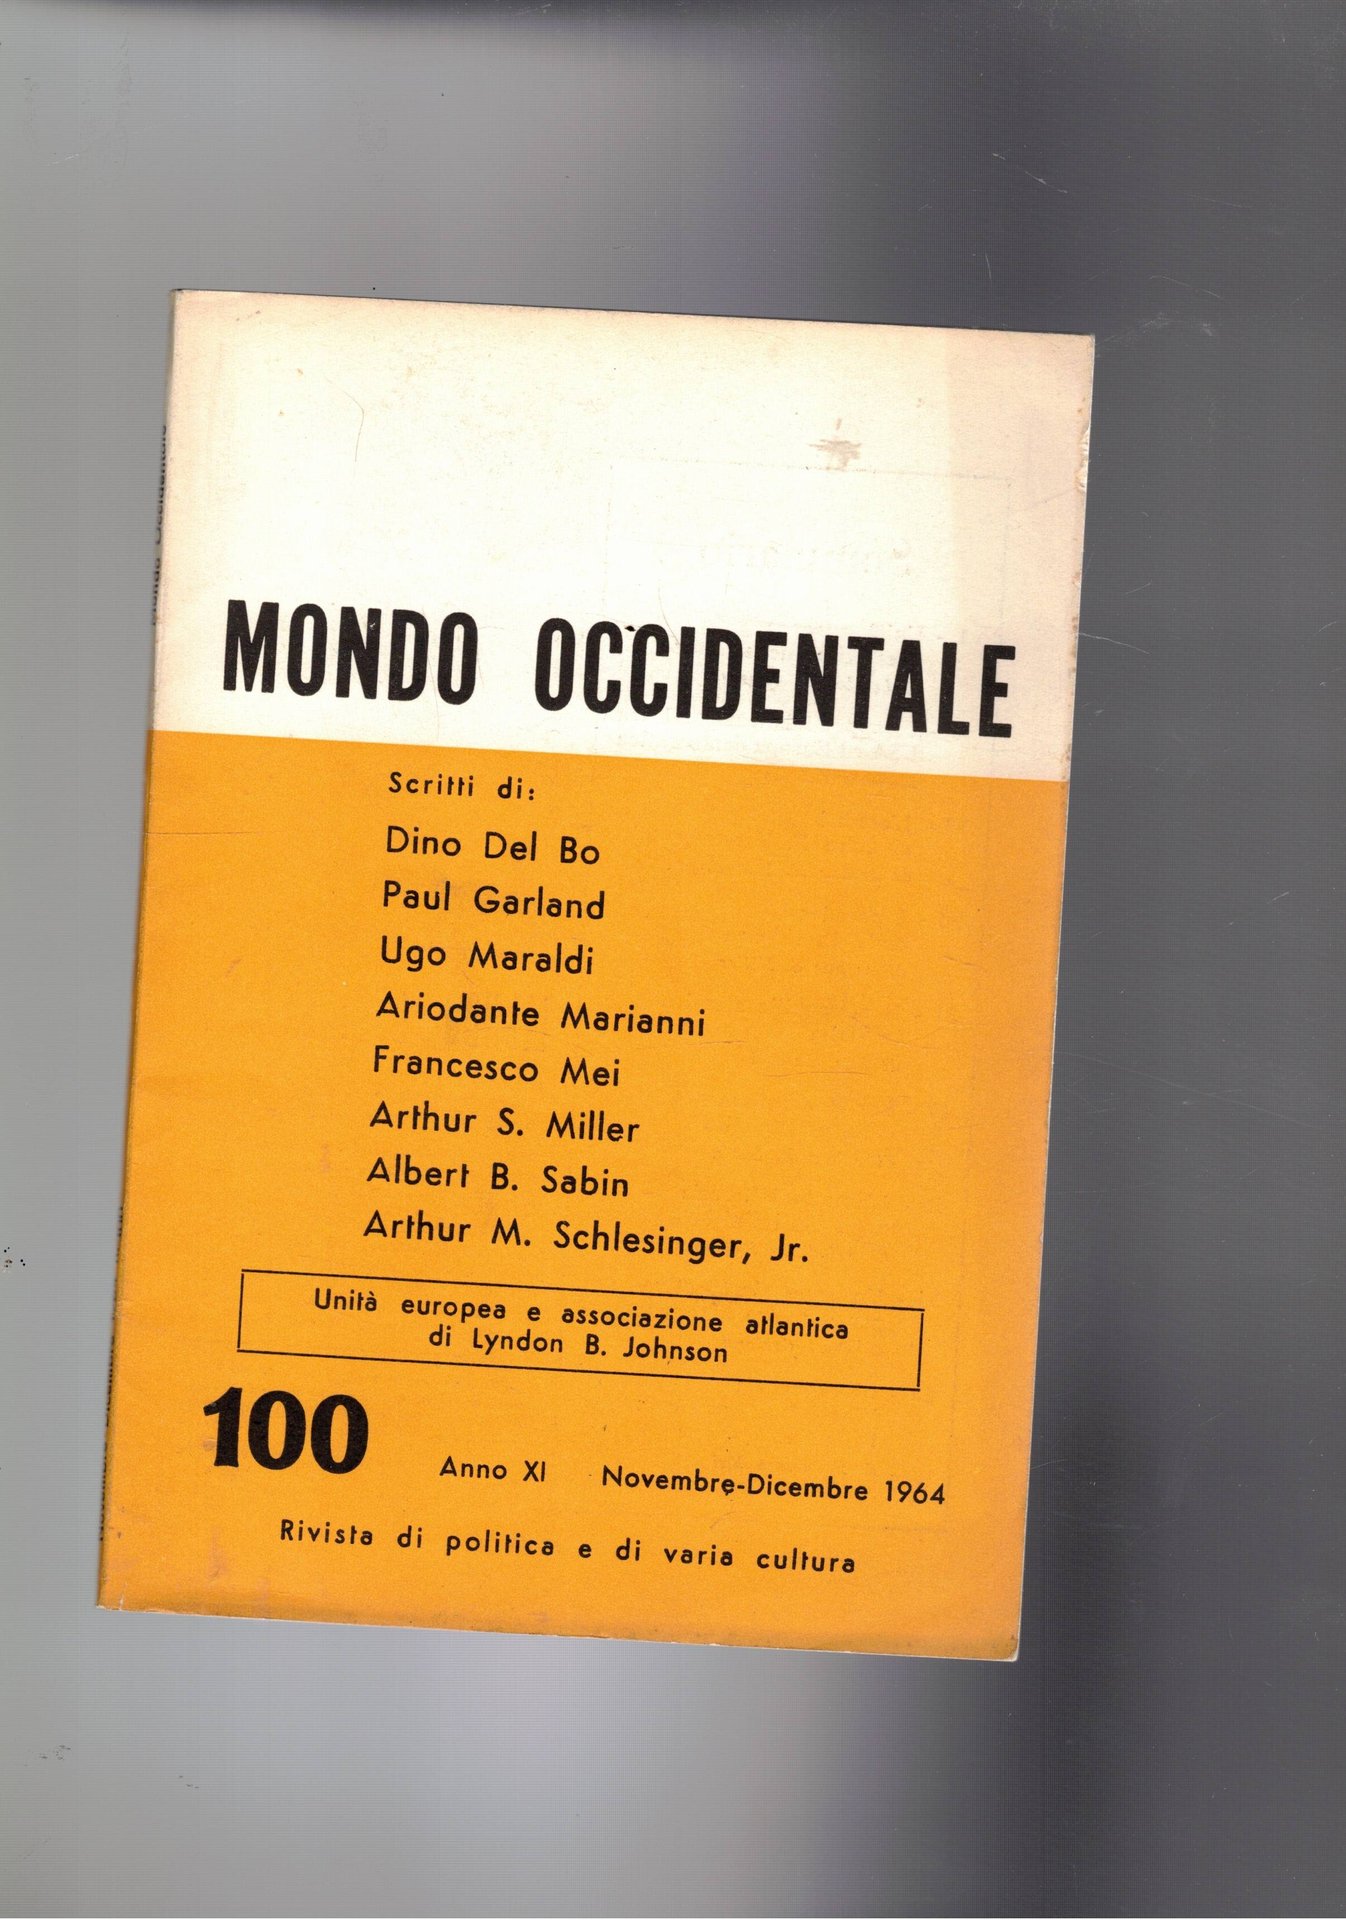 MONDO OCCIDENTALE
Scritti di:
Dino Del Bo
Paul Garland
Ugo Maraldi
Ariodante Marianni
Francesco Mei
Arthur S. Miller
Albert B. Sabin
Arthur M. Schlesinger, Jr.
Unità europea e associazione atlantica
di Lyndon B. Johnson
100 Anno XI Novembre-Dicembre 1964
Rivista di politica e di varia cultura